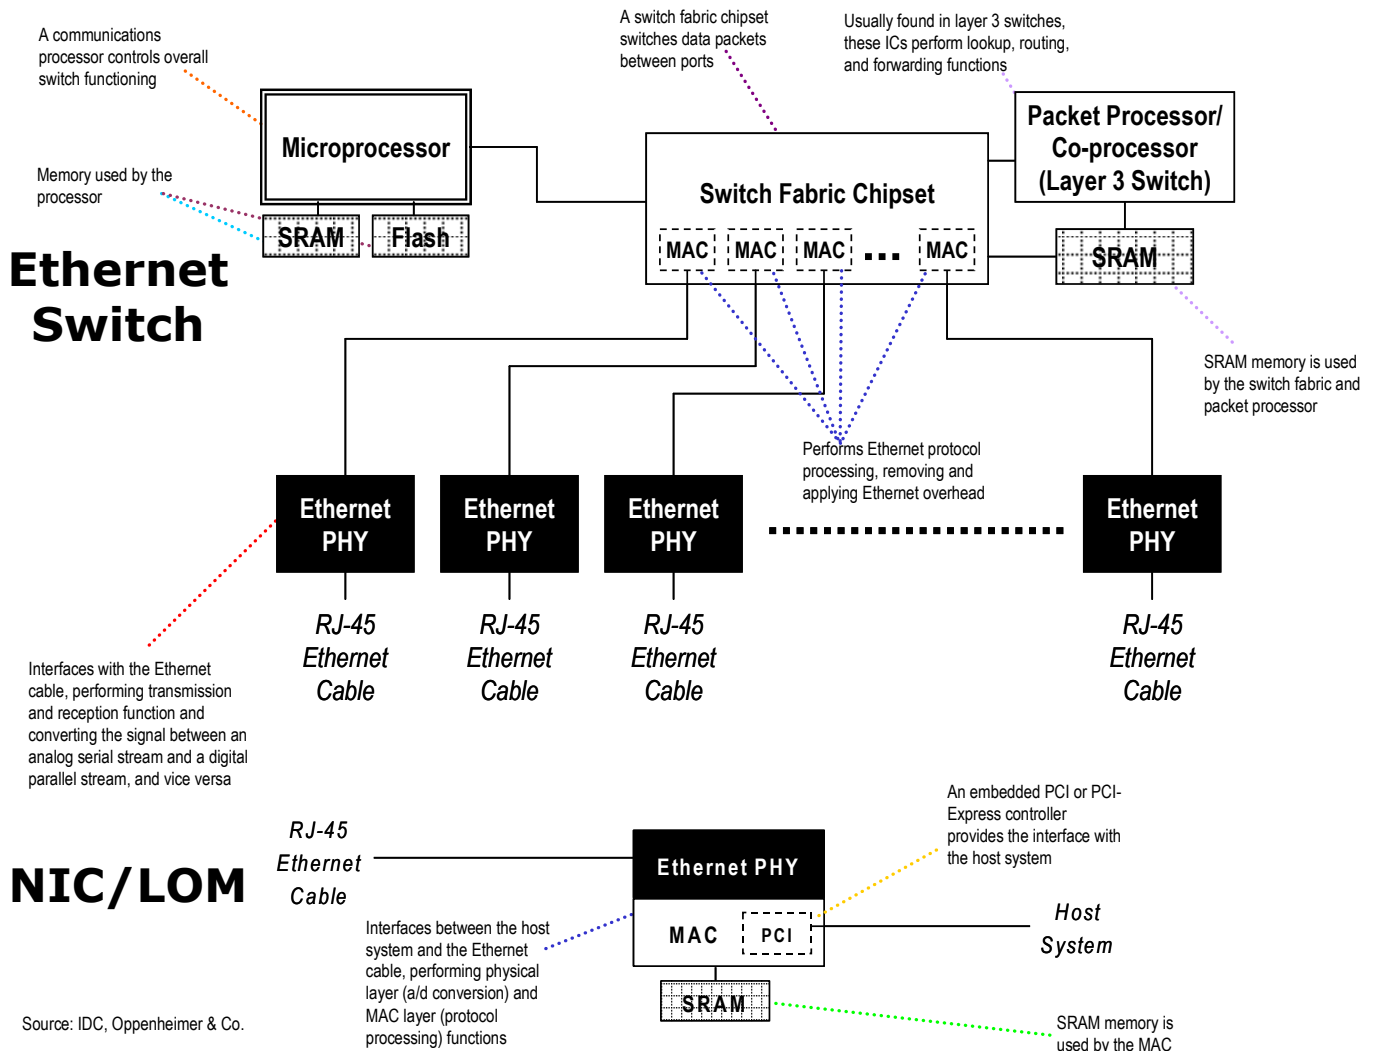 A communications
processor controls overall
switch functioning
A switch fabric chipset
switches data packets
between ports
Usually found in layer 3 switches,
these ICs perform lookup, routing,
and forwarding functions
Microprocessor
Packet Processor/
Co-processor
(Layer 3 Switch)
Memory used by the
processor
Switch Fabric Chipset
SRAM
Flash
MAC
MAC
MAC
...
MAC
SRAM
Ethernet
Switch
SRAM memory is used
by the switch fabric and
packet processor
Performs Ethernet protocol
processing, removing and
applying Ethernet overhead
Ethernet
PHY
Ethernet
PHY
Ethernet
PHY
Ethernet
PHY
RJ-45
Ethernet
Cable
RJ-45
Ethernet
Cable
RJ-45
Ethernet
Cable
RJ-45
Ethernet
Cable
Interfaces with the Ethernet
cable, performing transmission
and reception function and
converting the signal between an
analog serial stream and a digital
parallel stream, and vice versa
An embedded PCI or PCI-
Express controller
provides the interface with
the host system
RJ-45
Ethernet
Cable
Ethernet PHY
NIC/LOM
MAC
PCI
Host
System
Interfaces between the host
system and the Ethernet
cable, performing physical
layer (a/d conversion) and
MAC layer (protocol
processing) functions
SRAM
SRAM memory is
used by the MAC
Source: IDC, Oppenheimer & Co.